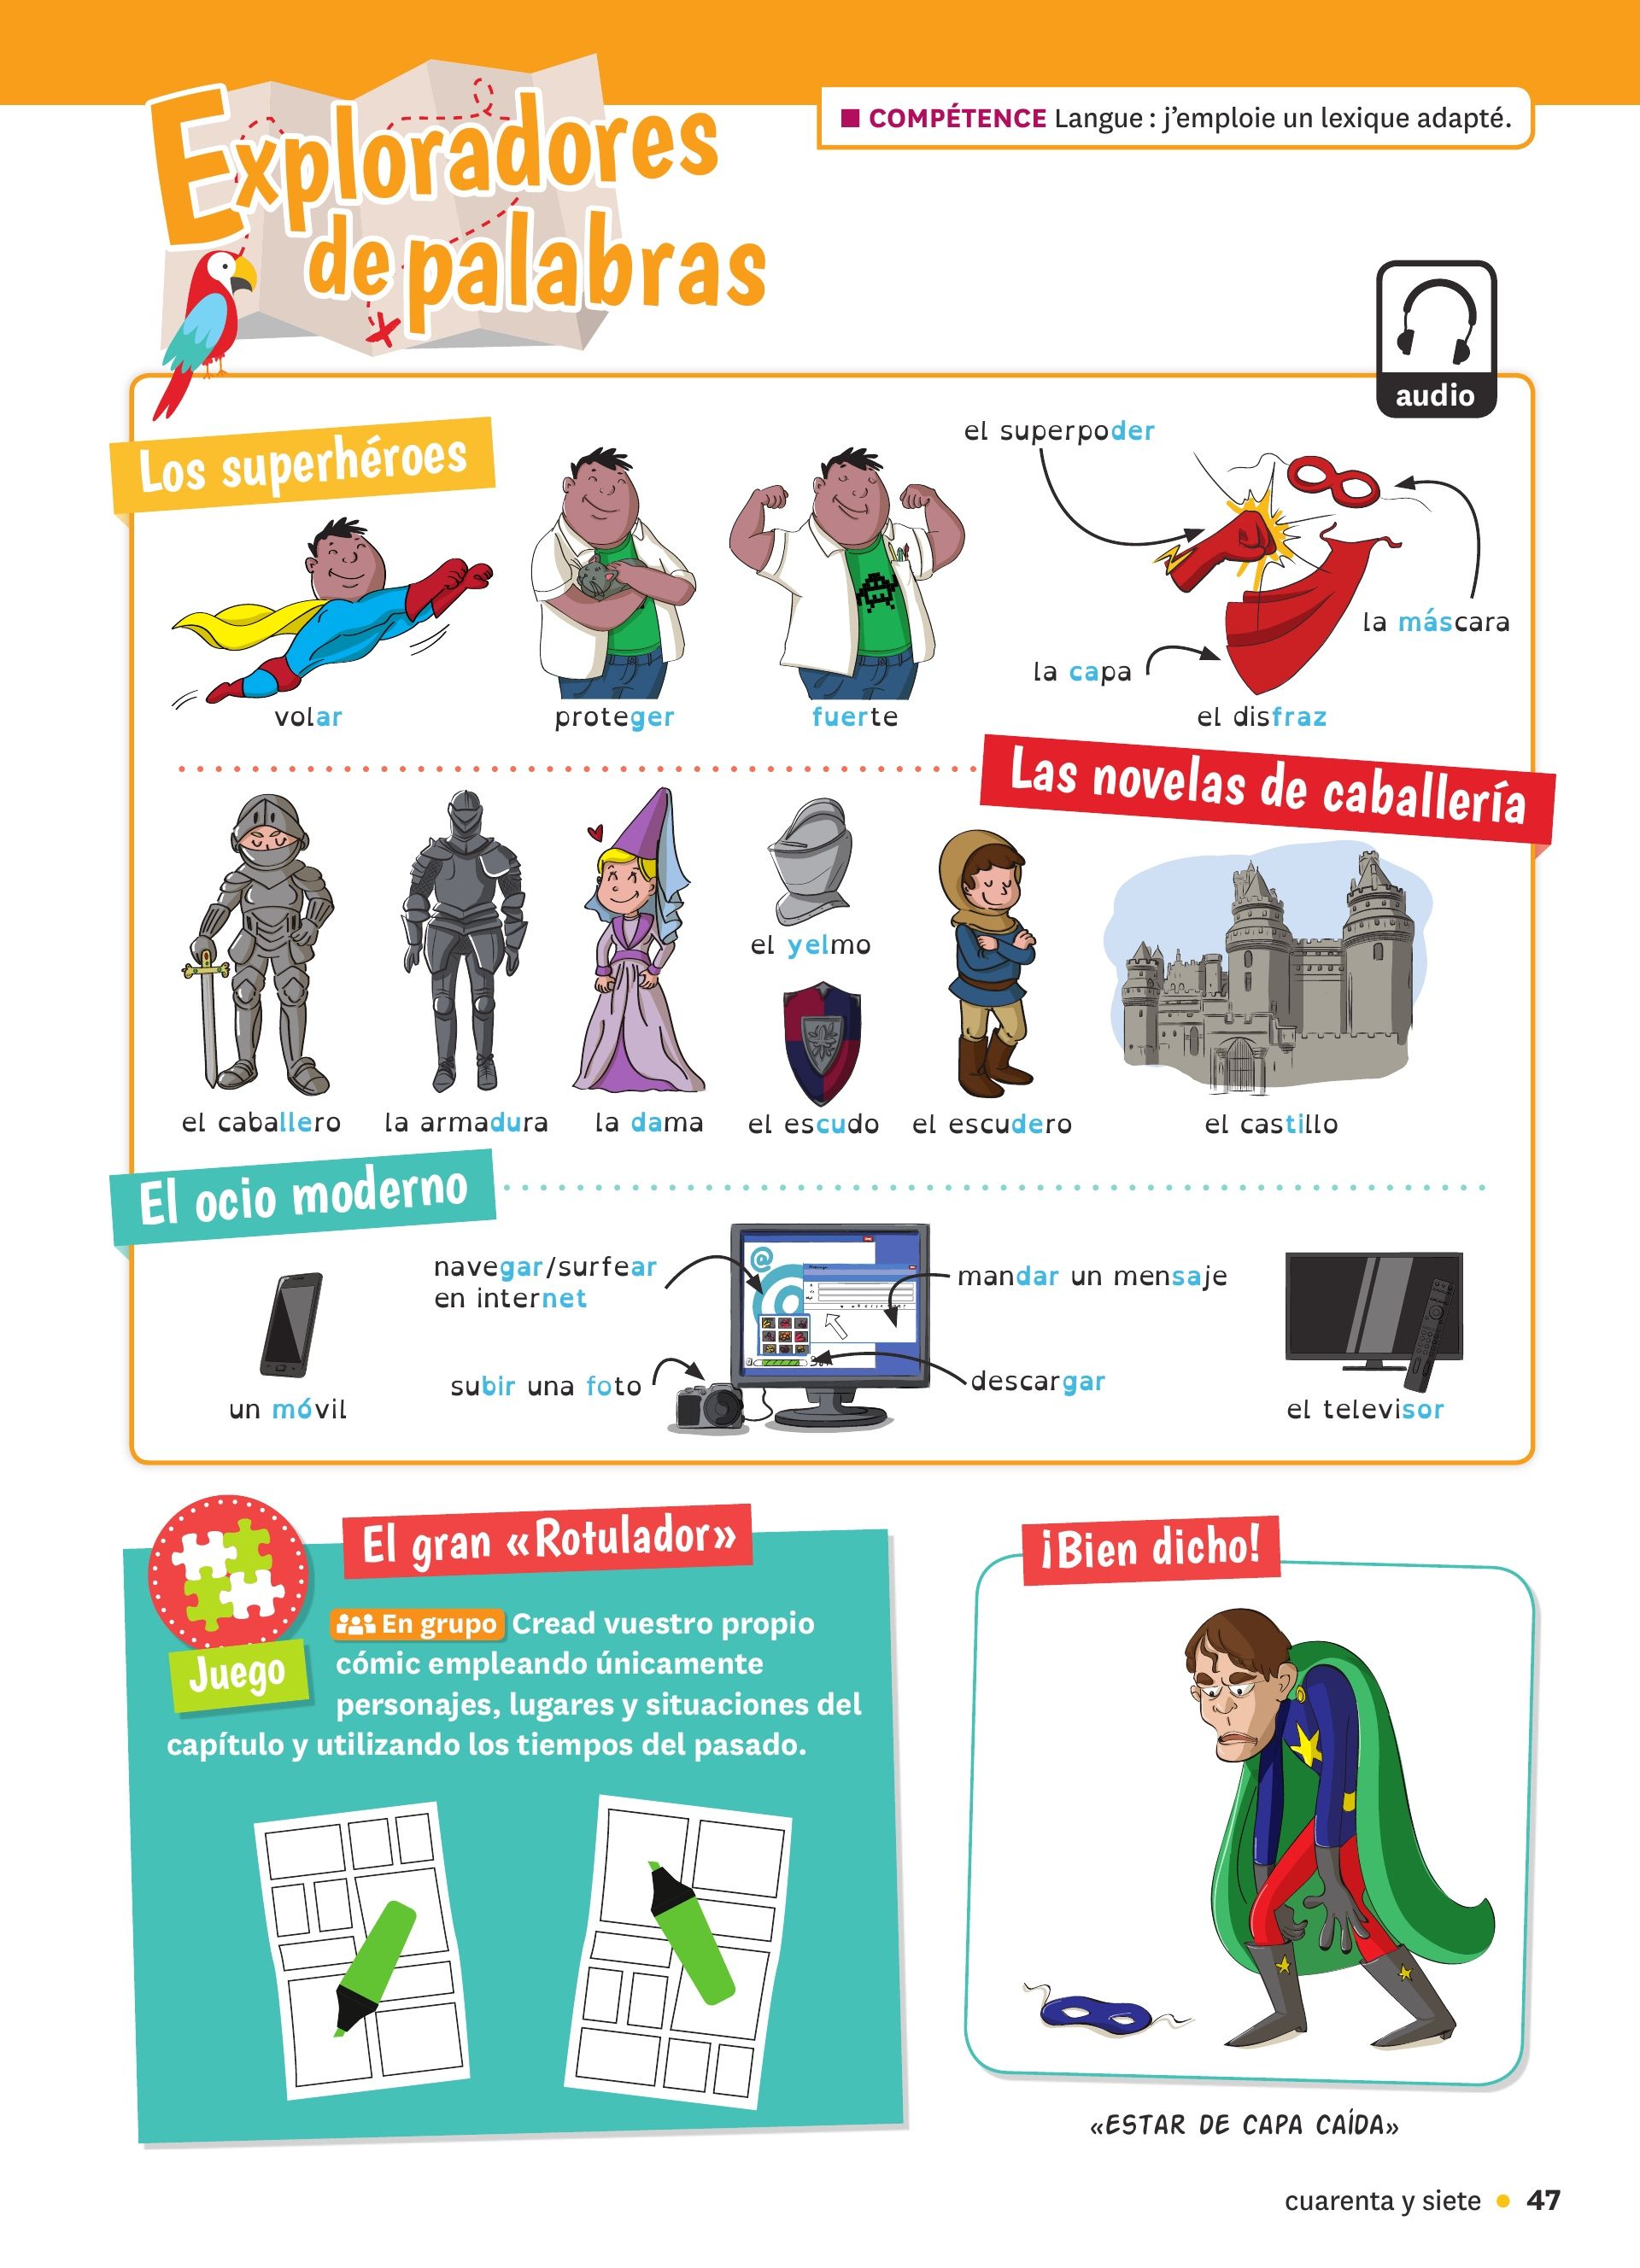 Exploradores
de palabras
■ COMPÉTENCE Langue : j'emploie un lexique adapté.
audio
Los superhéroes
el superpoder
la máscara
la capa
volar
proteger
fuerte
el disfraz
Las novelas de caballería
el yelmo
el caballero
la armadura
la dama
el escudo
el escudero
el castillo
El ocio moderno
navegar/surfear
en internet
mandar un mensaje
subir una foto
descargar
un móvil
el televisor
@
Juego
El gran «Rotulador»
En grupo Cread vuestro propio
cómic empleando únicamente
personajes, lugares y situaciones del
capítulo y utilizando los tiempos del pasado.
¡Bien dicho!
«ESTAR DE CAPA CAÍDA»
cuarenta y siete • 47